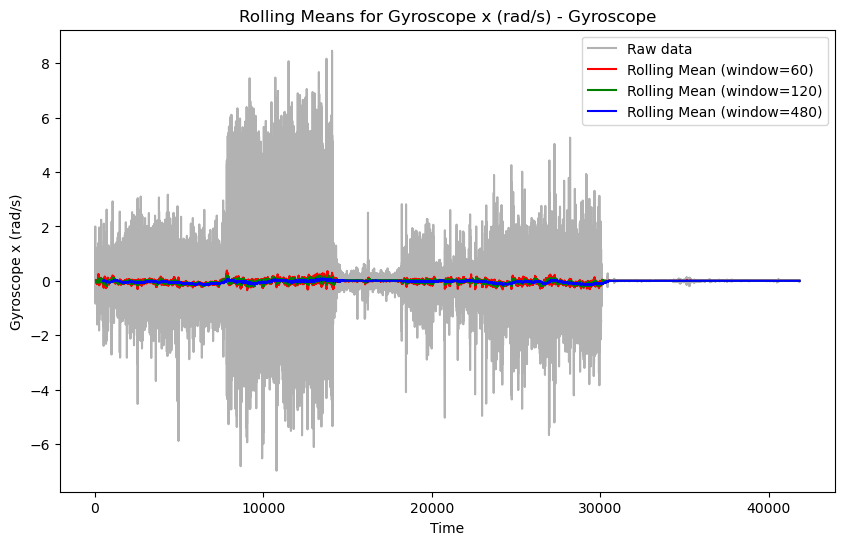 Rolling Means for Gyroscope x (rad/s) - Gyroscope
Raw data
Rolling Mean (window=60)
Rolling Mean (window=120)
Rolling Mean (window=480)
Gyroscope x (rad/s)
8
6
4
2
0
−2
−4
−6
0
10000
20000
30000
40000
Time